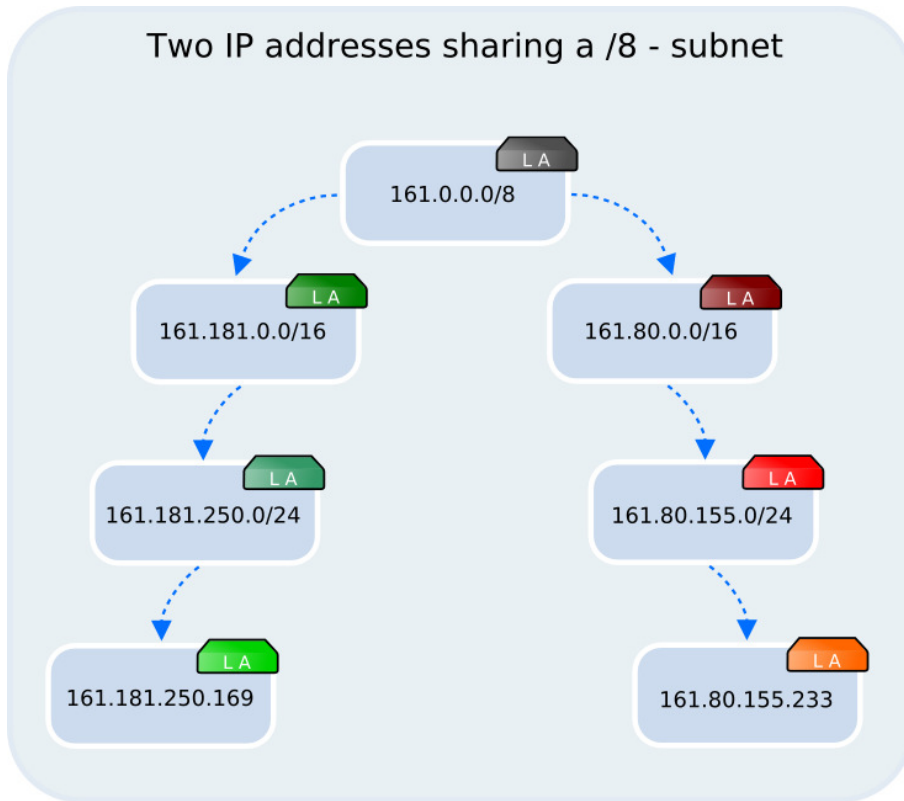 Two IP addresses sharing a /8 - subnet
L A
161.0.0.0/8
L A
161.181.0.0/16
L A
161.80.0.0/16
L A
161.181.250.0/24
L A
161.80.155.0/24
L A
161.181.250.169
L A
161.80.155.233